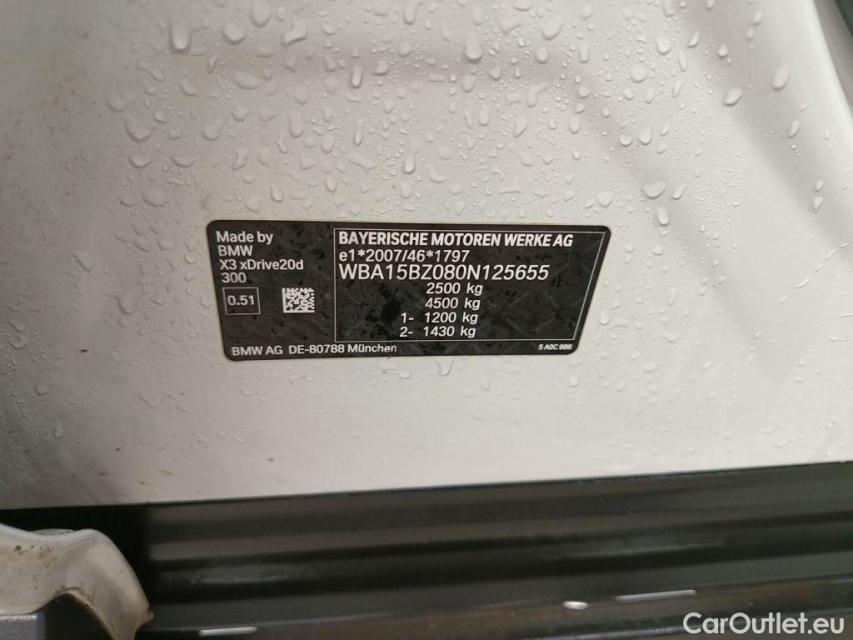 Made by
BMW
X3 xDrive20d
300
0.51
BAYERISCHE MOTOREN WERKE AG
e1*2007/46*1797
WBA15BZ080N125655
2500 kg
4500 kg
1- 1200 kg
2- 1430 kg
BMW AG DE-80788 München
5 A0C 986
CarOutlet.eu